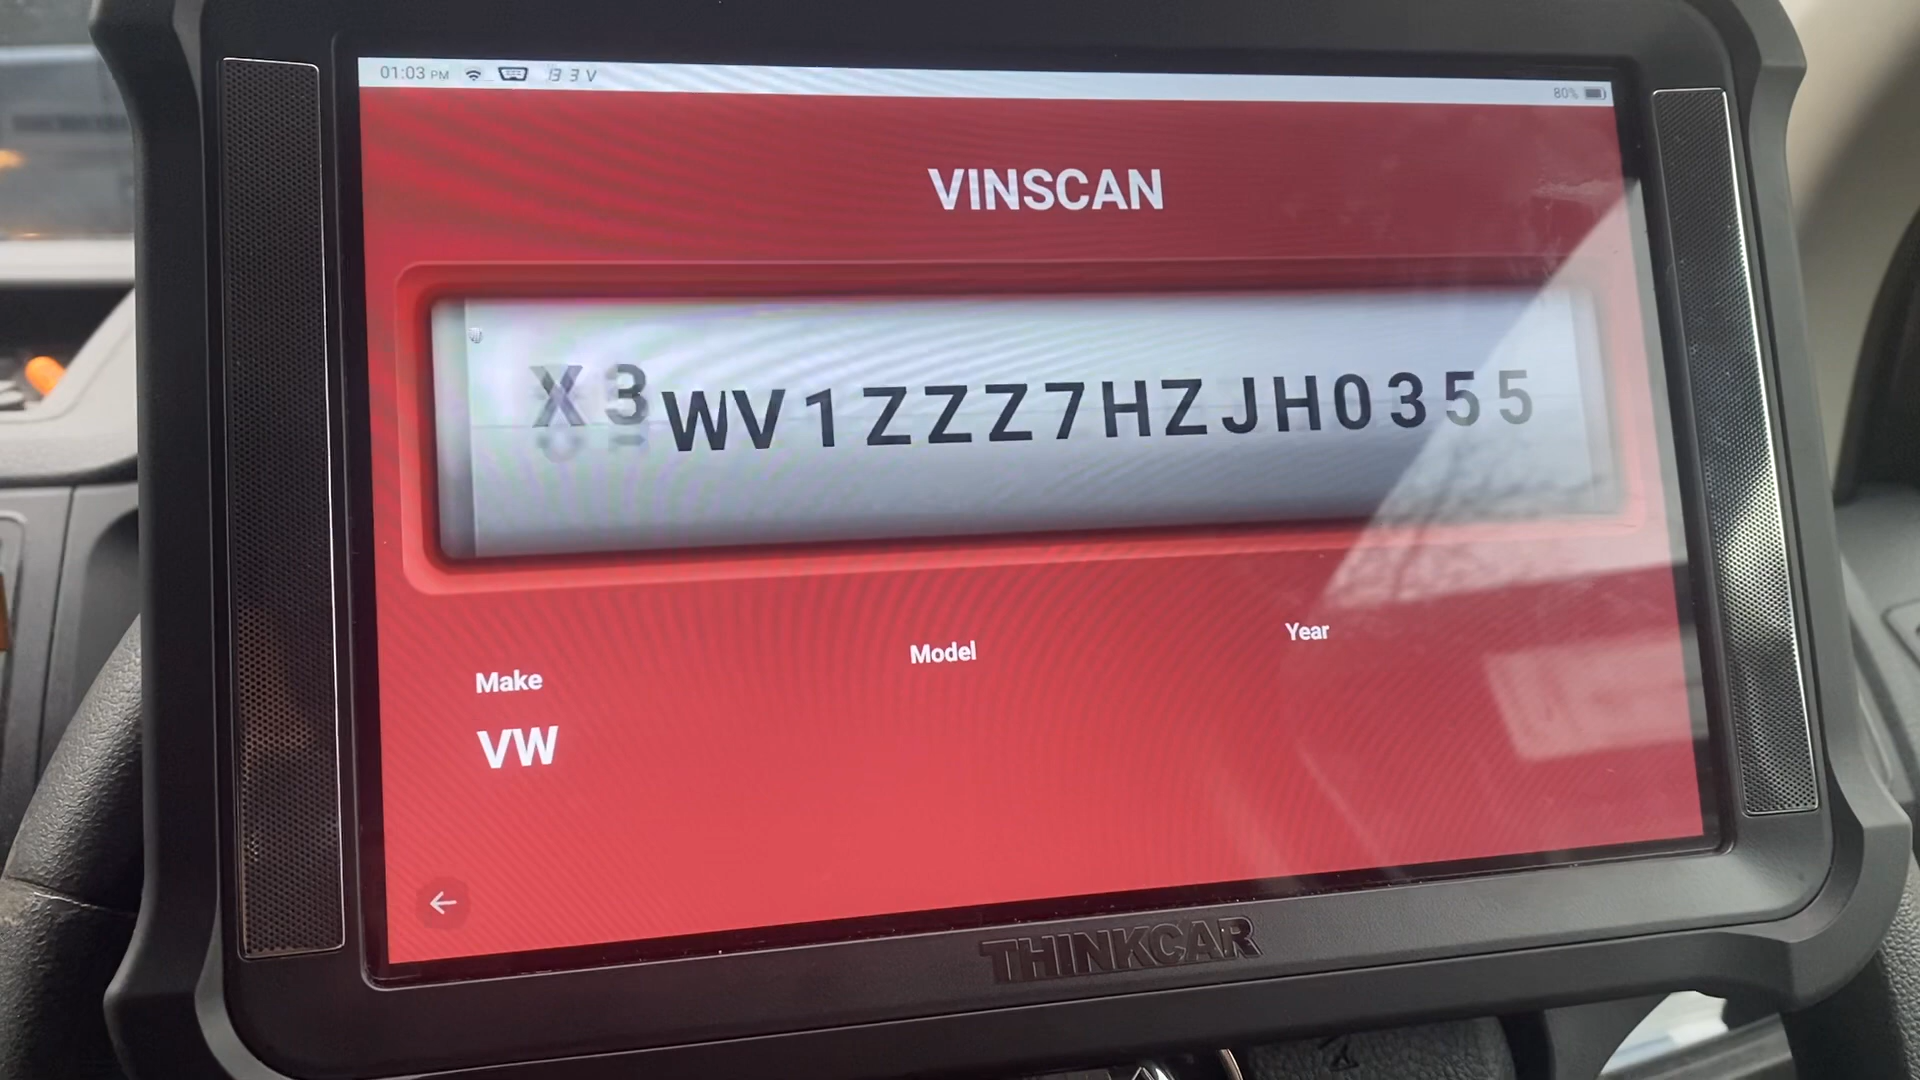 01:03 PM 13 3 V 80%
VINSCAN
X3WV1ZZZ7HZJH0355
Make Model Year
VW
THINKCAR